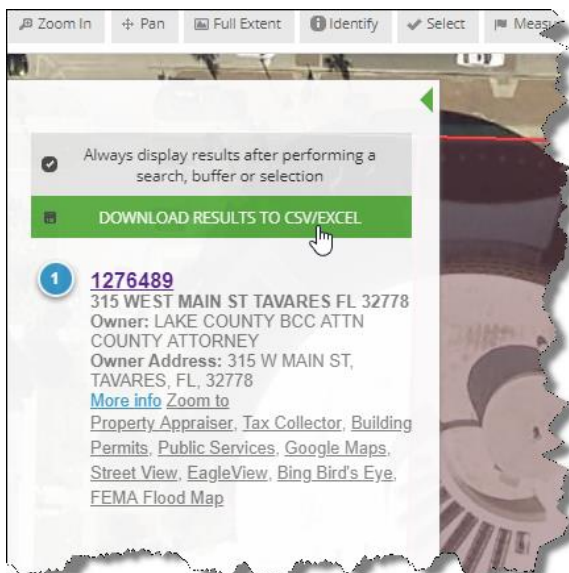 Zoom In Pan Full Extent Identify Select
Always display results after performing a
search, buffer or selection
DOWNLOAD RESULTS TO CSV/EXCEL
1 1276489
315 WEST MAIN ST TAVARES FL 32778
Owner: LAKE COUNTY BCC ATTN
COUNTY ATTORNEY
Owner Address: 315 W MAIN ST,
TAVARES, FL, 32778
More info Zoom to
Property Appraiser, Tax Collector, Building
Permits, Public Services, Google Maps,
Street View, EagleView, Bing Bird's Eye,
FEMA Flood Map